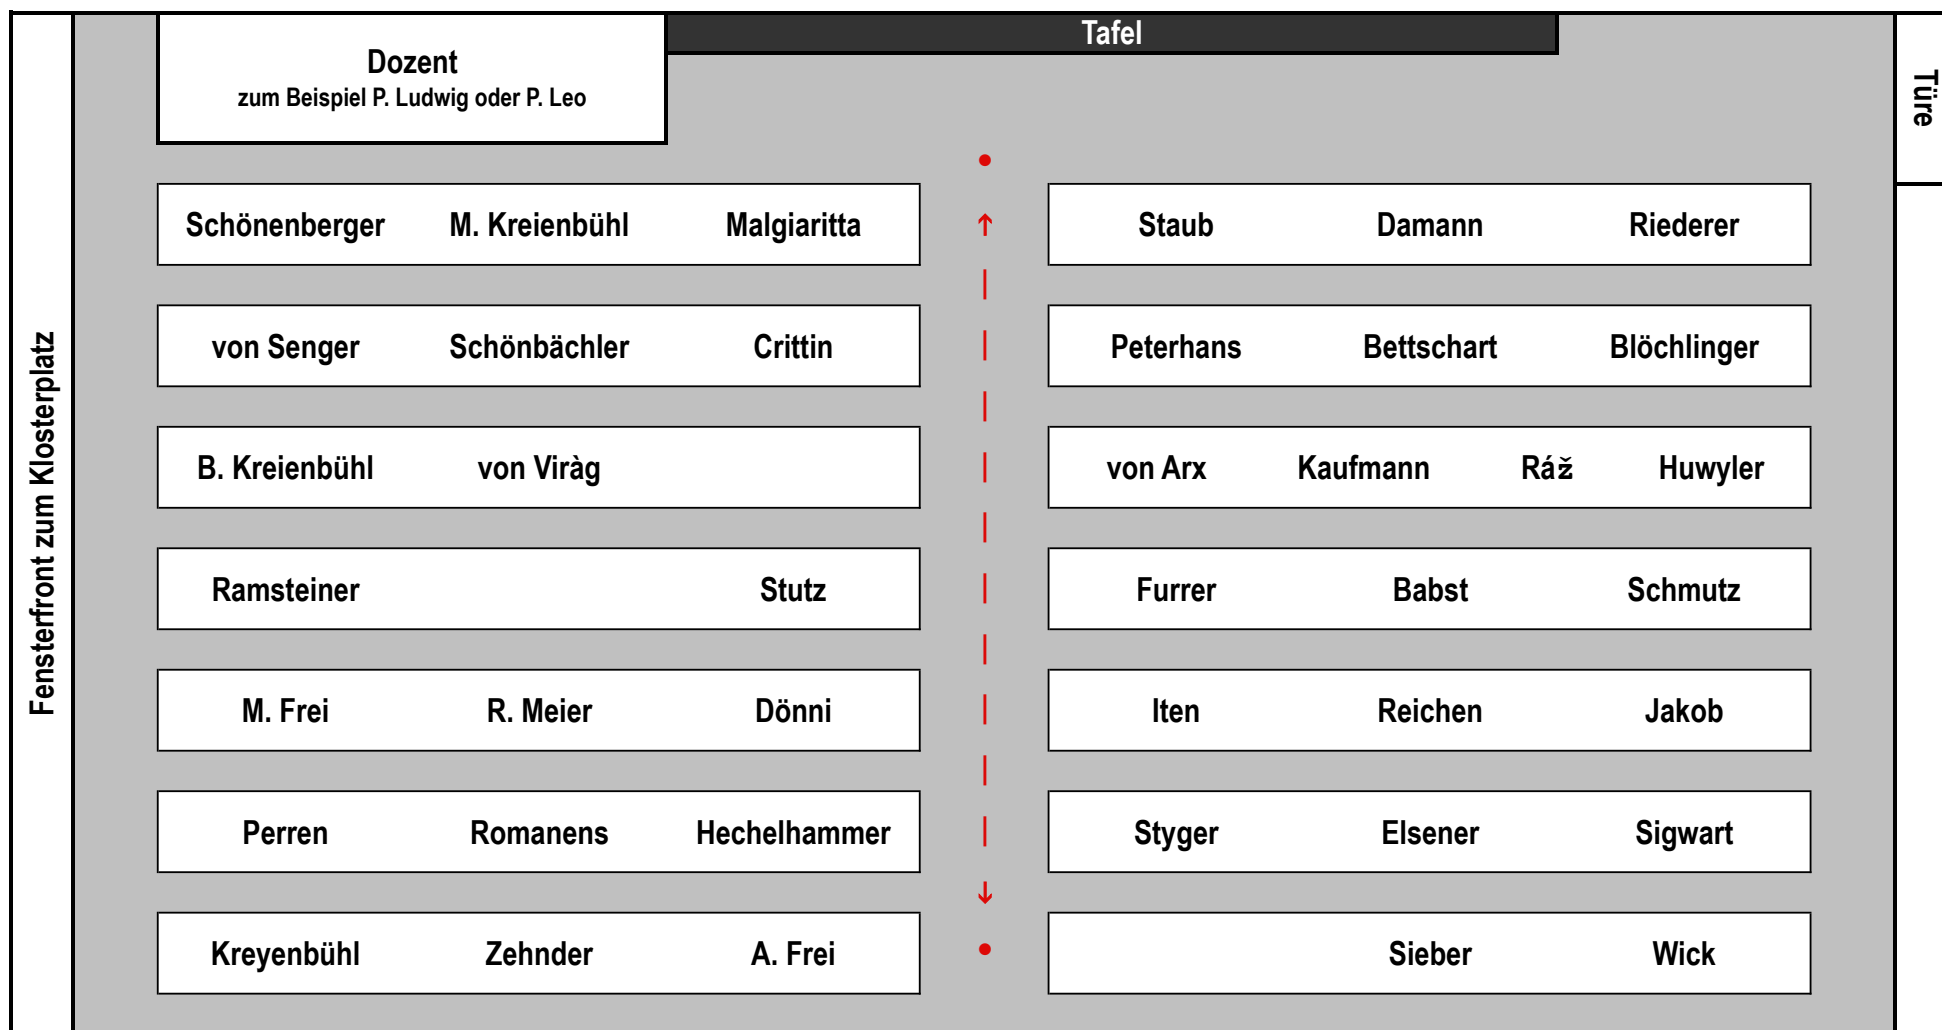 Tafel
Dozent
zum Beispiel P. Ludwig oder P. Leo
Türe
Fensterfront zum Klosterplatz
Schönenberger M. Kreienbühl Malgiaritta
Staub Damann Riederer
von Senger Schönbächler Crittin
Peterhans Bettschart Blöchlinger
B. Kreienbühl von Viràg
von Arx Kaufmann Ráž Huwyler
Ramsteiner Stutz
Furrer Babst Schmutz
M. Frei R. Meier Dönni
Iten Reichen Jakob
Perren Romanens Hechelhammer
Styger Elsener Sigwart
Kreyenbühl Zehnder A. Frei
Sieber Wick